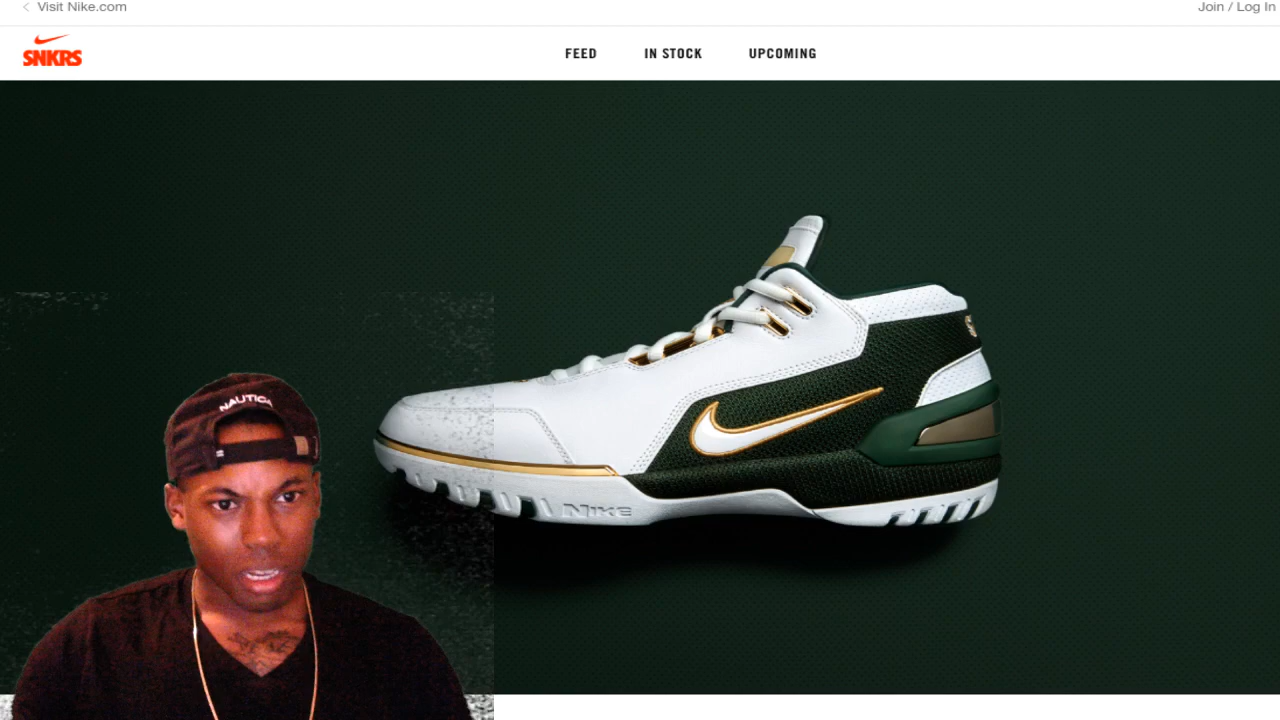 Visit Nike.com
Join / Log In
SNKRS
FEED
IN STOCK
UPCOMING
NAUTICA
NIKE